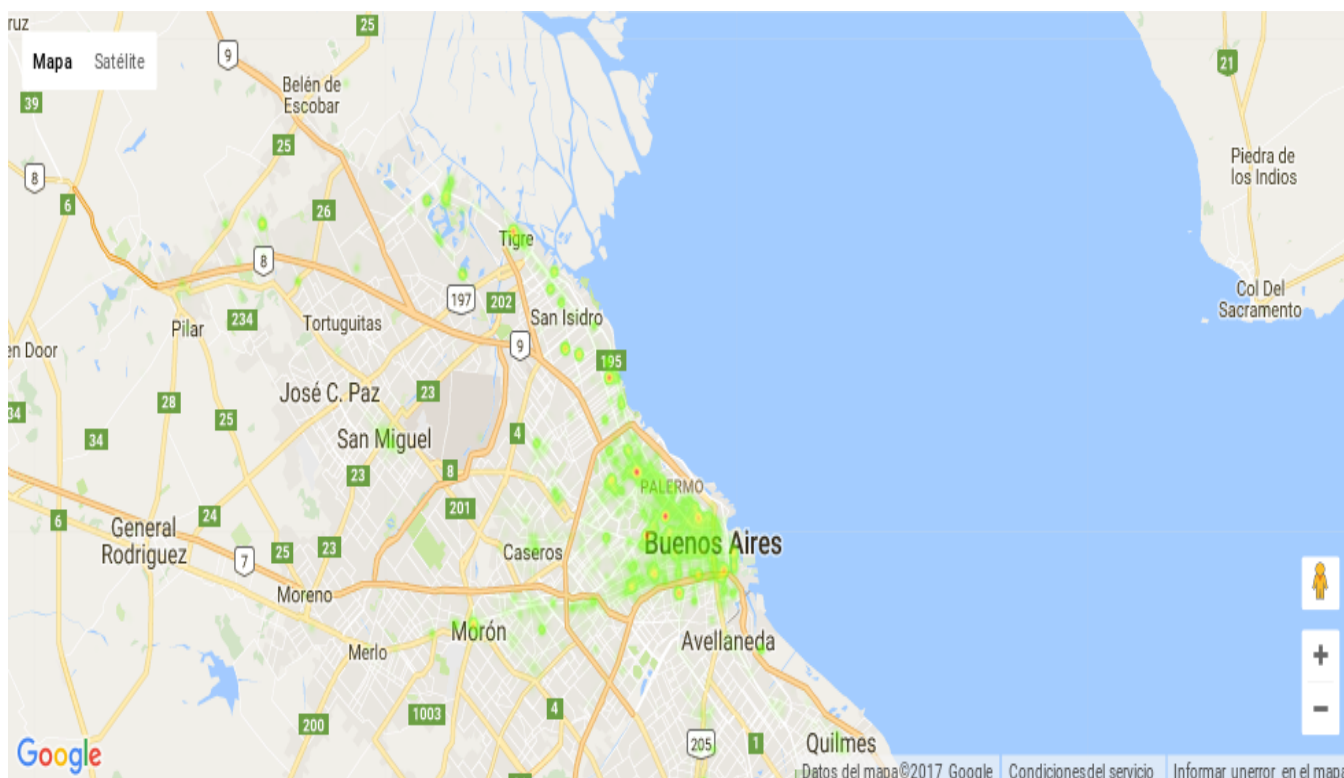 ruz
25
9
Mapa Satélite
21
Belén de
Escobar
39
25
Piedra de
los Indios
8
6
26
Tigre
8
Col Del
Sacramento
197
202
San Isidro
234
Tortuguitas
Pilar
9
en Door
195
José C. Paz
23
28
34
25
4
34
San Miguel
8
23
PALERMO
201
24
6
General
Rodriguez
25
23
Caseros
Buenos Aires
7
Moreno
Morón
Avellaneda
Merlo
200
1003
4
205
1
Quilmes
Google
Datos del mapa©2017 Google
Condiciones del servicio
Informar un error en el mapa
+
−